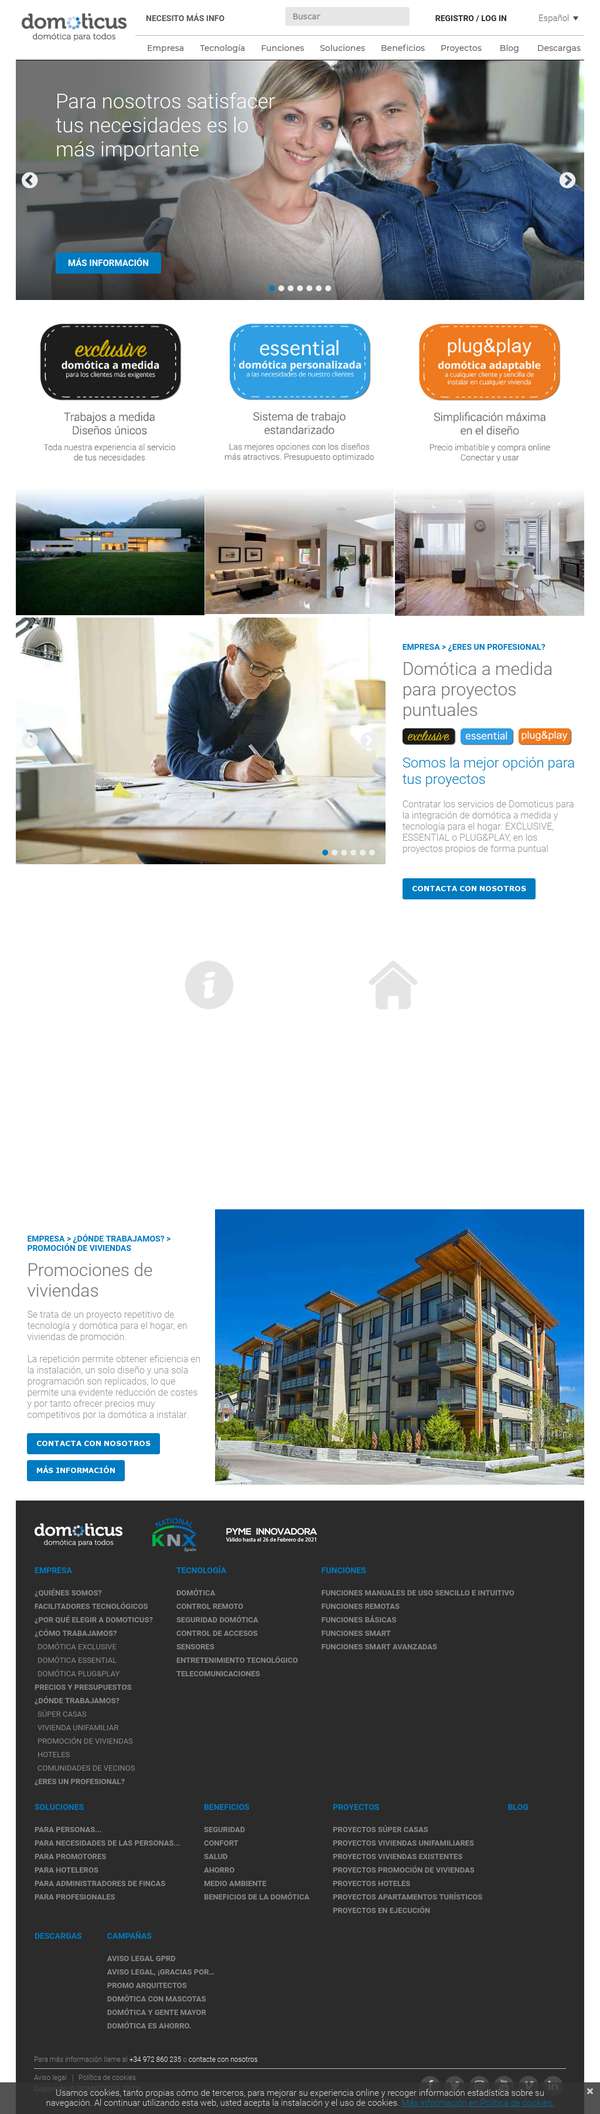 domoticus
domótica para todos
NECESITO MÁS INFO
Buscar
REGISTRO / LOG IN
Español ▼
Empresa
Tecnología
Funciones
Soluciones
Beneficios
Proyectos
Blog
Descargas
Para nosotros satisfacer
tus necesidades es lo
más importante
MÁS INFORMACIÓN
exclusive
domótica a medida
para los clientes más exigentes
Trabajos a medida
Diseños únicos
Toda nuestra experiencia al servicio
de tus necesidades
essential
domótica personalizada
a las necesidades de nuestro clientes
Sistema de trabajo
estandarizado
Las mejores opciones con los diseños
más atractivos. Presupuesto optimizado
plug&play
domótica adaptable
a cualquier cliente y sencilla de
instalar en cualquier vivienda
Simplificación máxima
en el diseño
Precio imbatible y compra online
Conectar y usar
EMPRESA > ¿ERES UN PROFESIONAL?
Domótica a medida
para proyectos
puntuales
exclusive
essential
plug&play
Somos la mejor opción para
tus proyectos
Contratar los servicios de Domoticus para
la integración de domótica a medida y
tecnología para el hogar: EXCLUSIVE,
ESSENTIAL o PLUG&PLAY, en los
proyectos propios de forma puntual
CONTACTA CON NOSOTROS
EMPRESA > ¿DÓNDE TRABAJAMOS? >
PROMOCIÓN DE VIVIENDAS
Promociones de
viviendas
Se trata de un proyecto repetitivo de
tecnología y domótica para el hogar, en
viviendas de promoción.
La repetición permite obtener eficiencia en
la instalación, un solo diseño y una sola
programación son replicados, lo que
permite una evidente reducción de costes
y por tanto ofrecer precios muy
competitivos por la domótica a instalar.
CONTACTA CON NOSOTROS
MÁS INFORMACIÓN
domoticus
domótica para todos
NATIONAL
KNX
Spain
PYME INNOVADORA
Válido hasta el 26 de Febrero de 2021
EMPRESA
¿QUIÉNES SOMOS?
FACILITADORES TECNOLÓGICOS
¿POR QUÉ ELEGIR A DOMOTICUS?
¿CÓMO TRABAJAMOS?
DOMÓTICA EXCLUSIVE
DOMÓTICA ESSENTIAL
DOMÓTICA PLUG&PLAY
PRECIOS Y PRESUPUESTOS
¿DÓNDE TRABAJAMOS?
SÚPER CASAS
VIVIENDA UNIFAMILIAR
PROMOCIÓN DE VIVIENDAS
HOTELES
COMUNIDADES DE VECINOS
¿ERES UN PROFESIONAL?
TECNOLOGÍA
DOMÓTICA
CONTROL REMOTO
SEGURIDAD DOMÓTICA
CONTROL DE ACCESOS
SENSORES
ENTRETENIMIENTO TECNOLÓGICO
TELECOMUNICACIONES
FUNCIONES
FUNCIONES MANUALES DE USO SENCILLO E INTUITIVO
FUNCIONES REMOTAS
FUNCIONES BÁSICAS
FUNCIONES SMART
FUNCIONES SMART AVANZADAS
SOLUCIONES
PARA PERSONAS...
PARA NECESIDADES DE LAS PERSONAS...
PARA PROMOTORES
PARA HOTELEROS
PARA ADMINISTRADORES DE FINCAS
PARA PROFESIONALES
BENEFICIOS
SEGURIDAD
CONFORT
SALUD
AHORRO
MEDIO AMBIENTE
BENEFICIOS DE LA DOMÓTICA
PROYECTOS
PROYECTOS SÚPER CASAS
PROYECTOS VIVIENDAS UNIFAMILIARES
PROYECTOS VIVIENDAS EXISTENTES
PROYECTOS PROMOCIÓN DE VIVIENDAS
PROYECTOS HOTELES
PROYECTOS APARTAMENTOS TURÍSTICOS
PROYECTOS EN EJECUCIÓN
BLOG
DESCARGAS
CAMPAÑAS
AVISO LEGAL GPRD
AVISO LEGAL, ¡GRACIAS POR...
PROMO ARQUITECTOS
DOMÓTICA CON MASCOTAS
DOMÓTICA Y GENTE MAYOR
DOMÓTICA ES AHORRO.
Para más información llame al +34 972 860 235 o contacte con nosotros
Aviso legal | Política de cookies
Usamos cookies, tanto propias cómo de terceros, para mejorar su experiencia online y recoger información estadística sobre su
navegación. Al continuar utilizando esta web, usted acepta la instalación y el uso de cookies. Más información en Política de cookies.